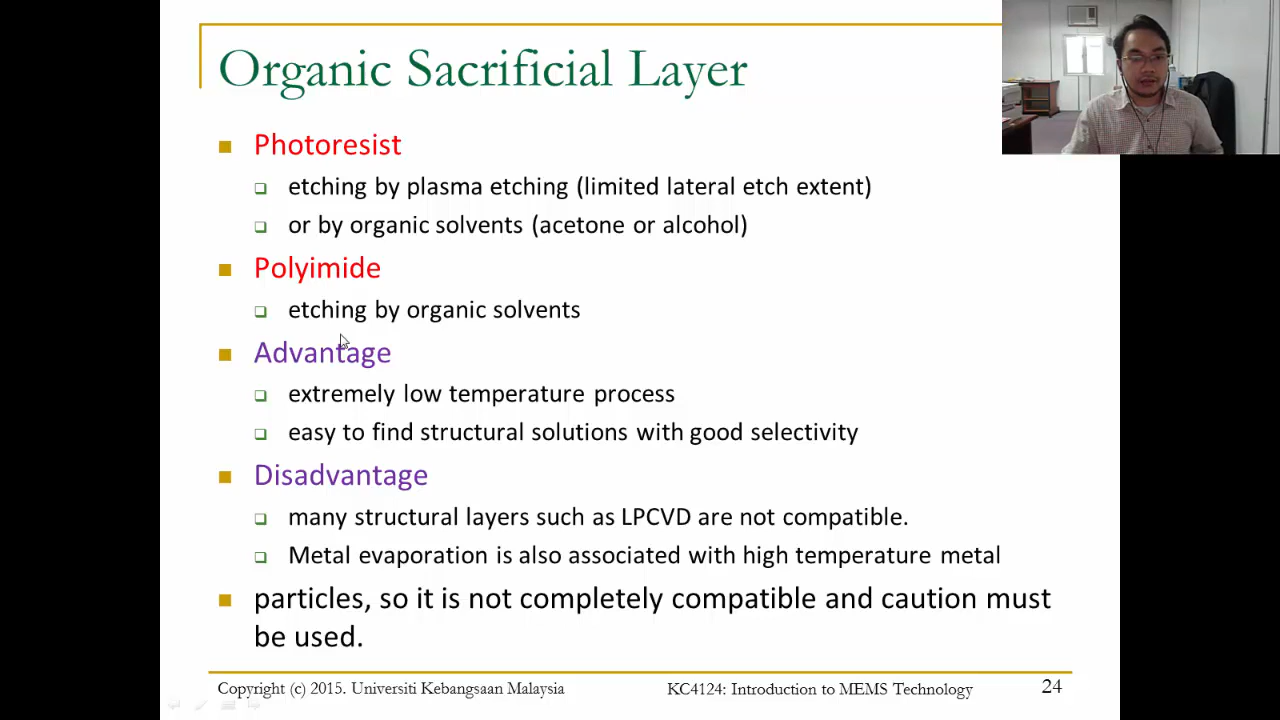 Organic Sacrificial Layer
Photoresist
etching by plasma etching (limited lateral etch extent)
or by organic solvents (acetone or alcohol)
Polyimide
etching by organic solvents
Advantage
extremely low temperature process
easy to find structural solutions with good selectivity
Disadvantage
many structural layers such as LPCVD are not compatible.
Metal evaporation is also associated with high temperature metal
particles, so it is not completely compatible and caution must
be used.
Copyright (c) 2015. Universiti Kebangsaan Malaysia
KC4124: Introduction to MEMS Technology
24